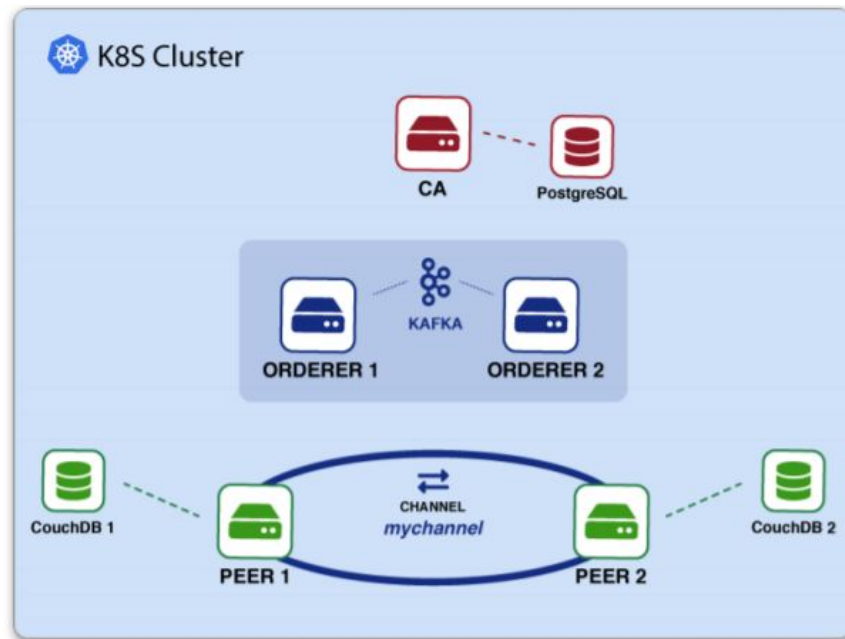 K8S Cluster
CA
PostgreSQL
KAFKA
ORDERER 1
ORDERER 2
CouchDB 1
CHANNEL
mychannel
CouchDB 2
PEER 1
PEER 2